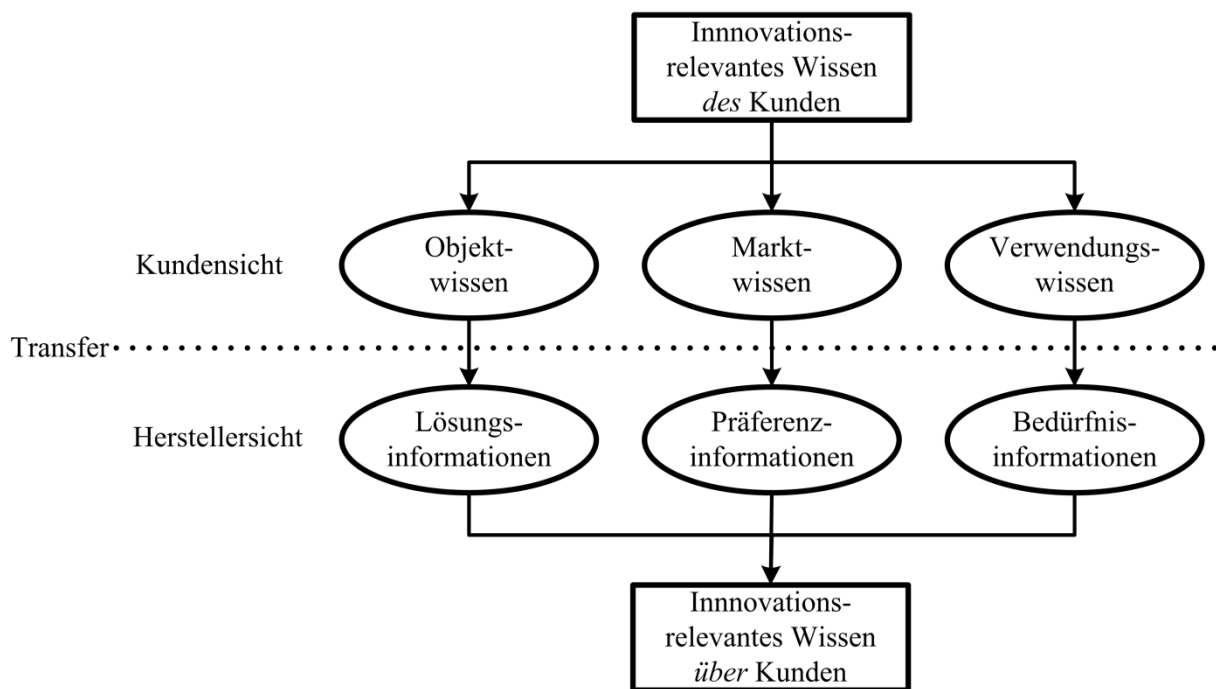 Innnovations-
relevantes Wissen
des Kunden
Kundensicht
Objekt-
wissen
Markt-
wissen
Verwendungs-
wissen
Transfer
Herstellersicht
Lösungs-
informationen
Präferenz-
informationen
Bedürfnis-
informationen
Innnovations-
relevantes Wissen
über Kunden